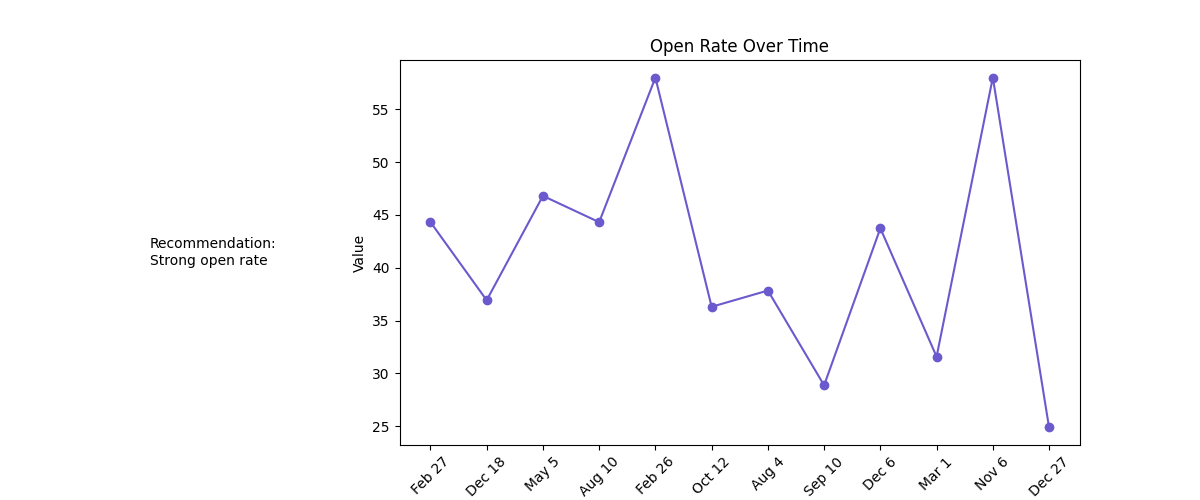 Open Rate Over Time
Recommendation:
Strong open rate
Value
55
50
45
40
35
30
25
Feb 27
Dec 18
May 5
Aug 10
Feb 26
Oct 12
Aug 4
Sep 10
Dec 6
Mar 1
Nov 6
Dec 27